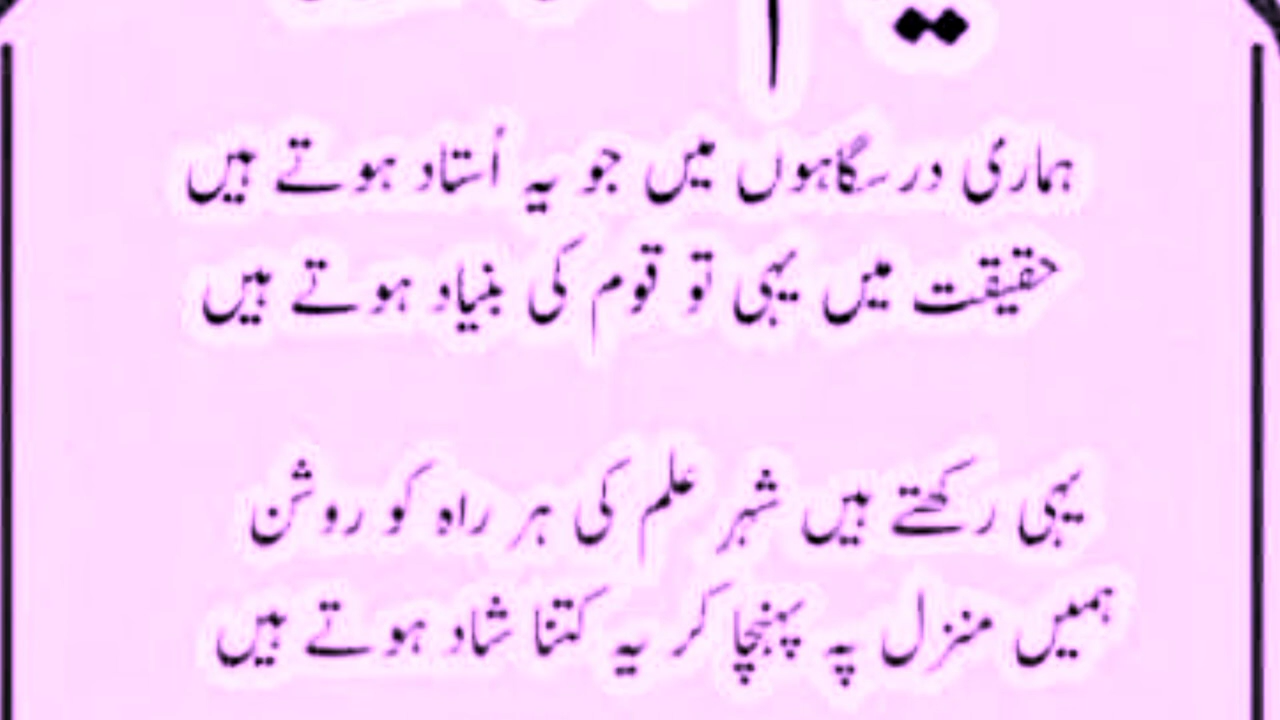 ہماری درسگاہوں میں جو یہ اُستاد ہوتے ہیں
حقیقت میں یہی تو قوم کی بنیاد ہوتے ہیں
یہی رکھتے ہیں شہر علم کی ہر راہ کو روشن
ہمیں منزل پہ پہنچا کر یہ کتنا شاد ہوتے ہیں